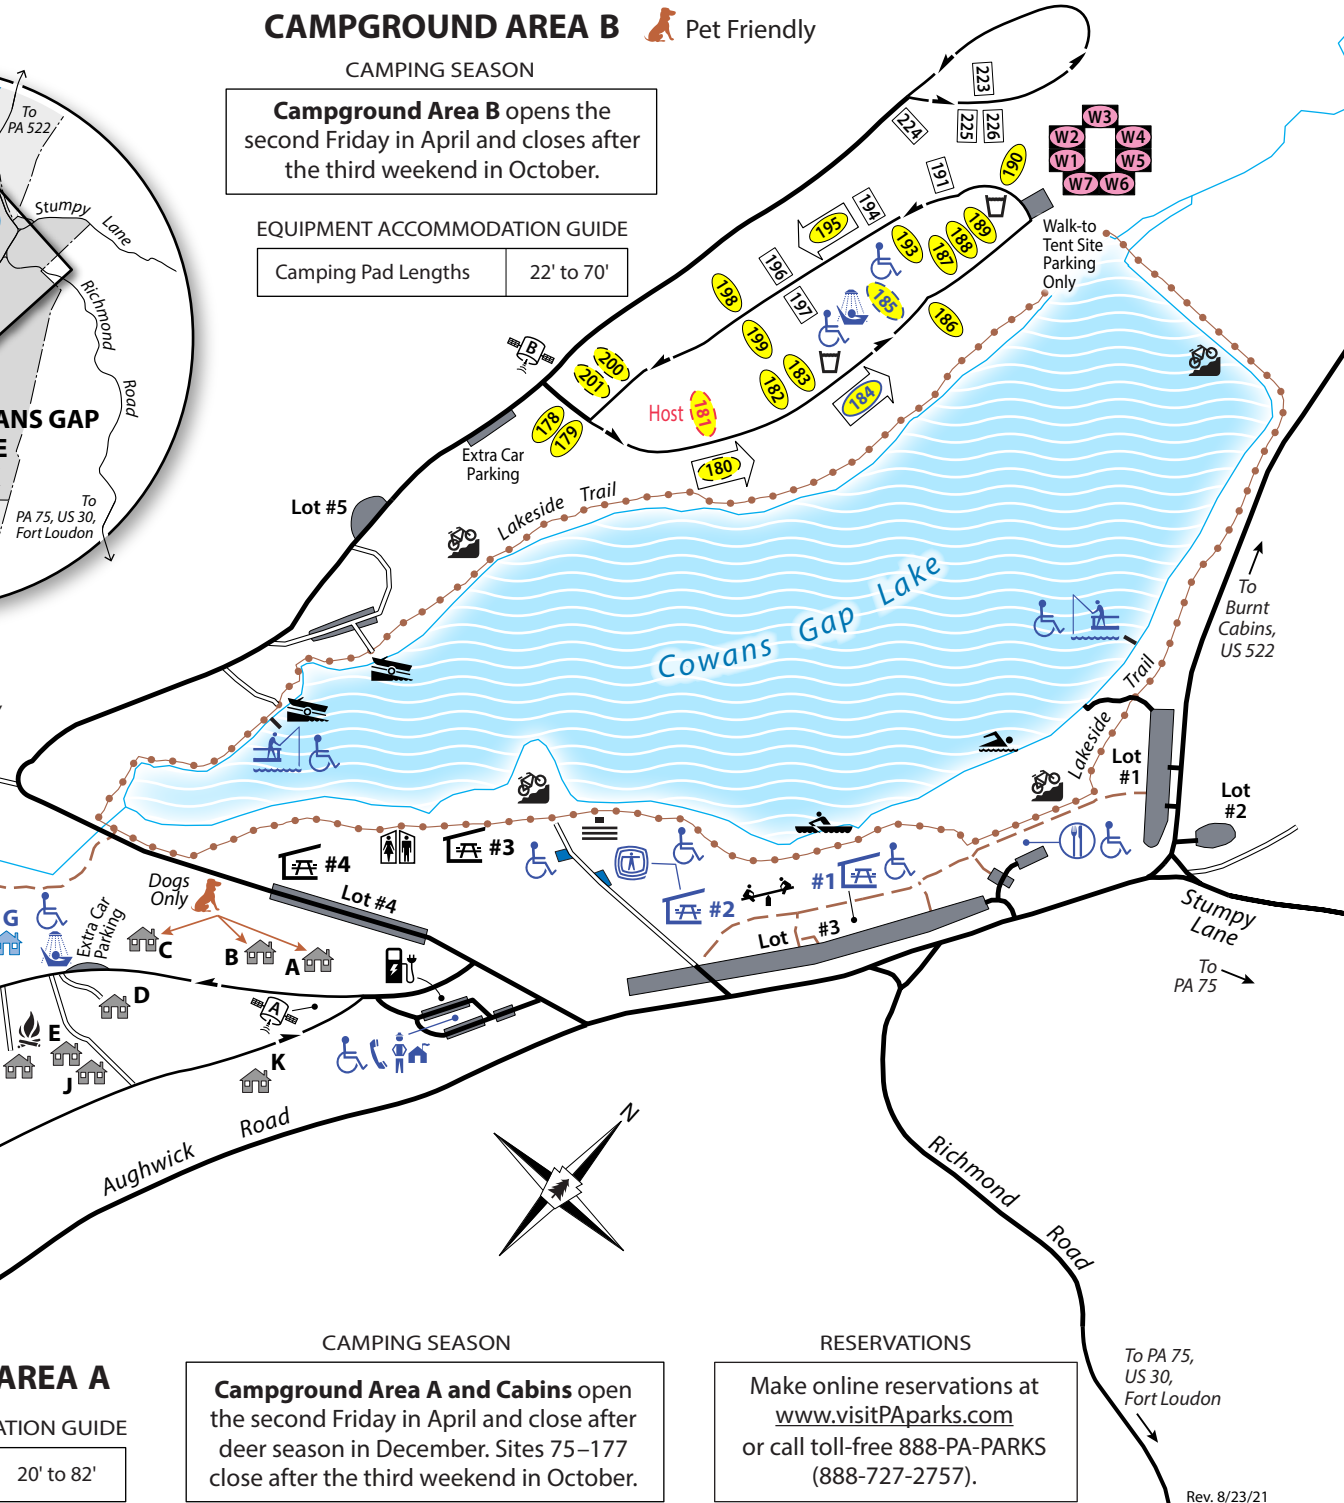 CAMPGROUND AREA B
Pet Friendly
CAMPING SEASON
Campground Area B opens the
second Friday in April and closes after
the third weekend in October.
EQUIPMENT ACCOMMODATION GUIDE
Camping Pad Lengths
22' to 70'
To
PA 522
Stumpy
Lane
Richmond
Road
ANS GAP
E
To
PA 75, US 30,
Fort Loudon
223
224
225
226
190
191
W3
W2
W4
W1
W5
W7
W6
194
195
189
188
187
193
196
197
198
185
186
199
200
201
183
182
184
Host
181
180
178
179
B
Walk-to
Tent Site
Parking
Only
Extra Car
Parking
Lot #5
Lakeside Trail
Cowans Gap Lake
To
Burnt
Cabins,
US 522
Lakeside Trail
Lot
#1
Lot
#2
#3
#4
#1
#2
Lot #4
Lot #3
Dogs
Only
G
Extra Car
Parking
C
B
A
D
A
E
J
K
Stumpy
Lane
To
PA 75
Aughwick Road
N
Richmond
Road
To PA 75,
US 30,
Fort Loudon
AREA A
ATION GUIDE
20' to 82'
CAMPING SEASON
Campground Area A and Cabins open
the second Friday in April and close after
deer season in December. Sites 75–177
close after the third weekend in October.
RESERVATIONS
Make online reservations at
www.visitPAparks.com
or call toll-free 888-PA-PARKS
(888-727-2757).
Rev. 8/23/21